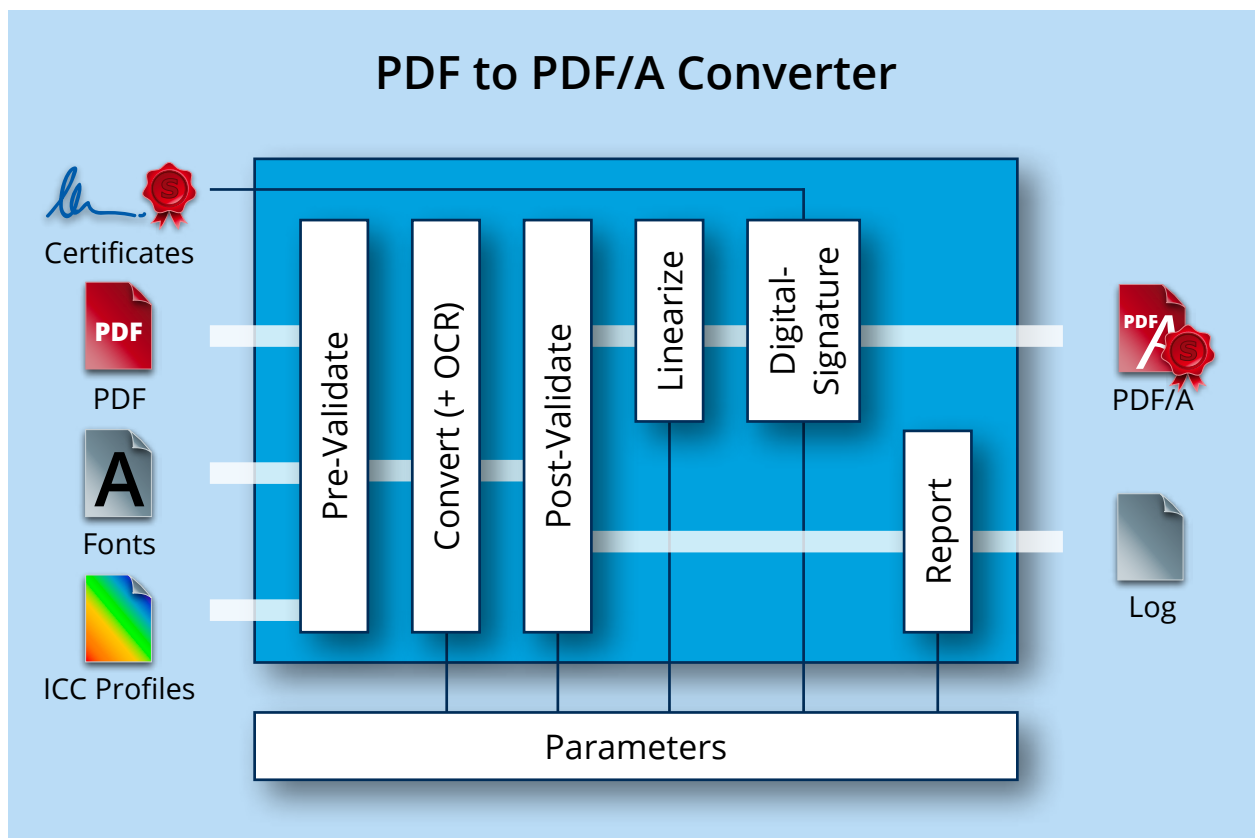 PDF to PDF/A Converter
Certificates
PDF
PDF
A
Fonts
ICC Profiles
Pre-Validate
Convert (+ OCR)
Post-Validate
Linearize
Digital-
Signature
Report
Parameters
PDF
A
S
PDF/A
Log
S